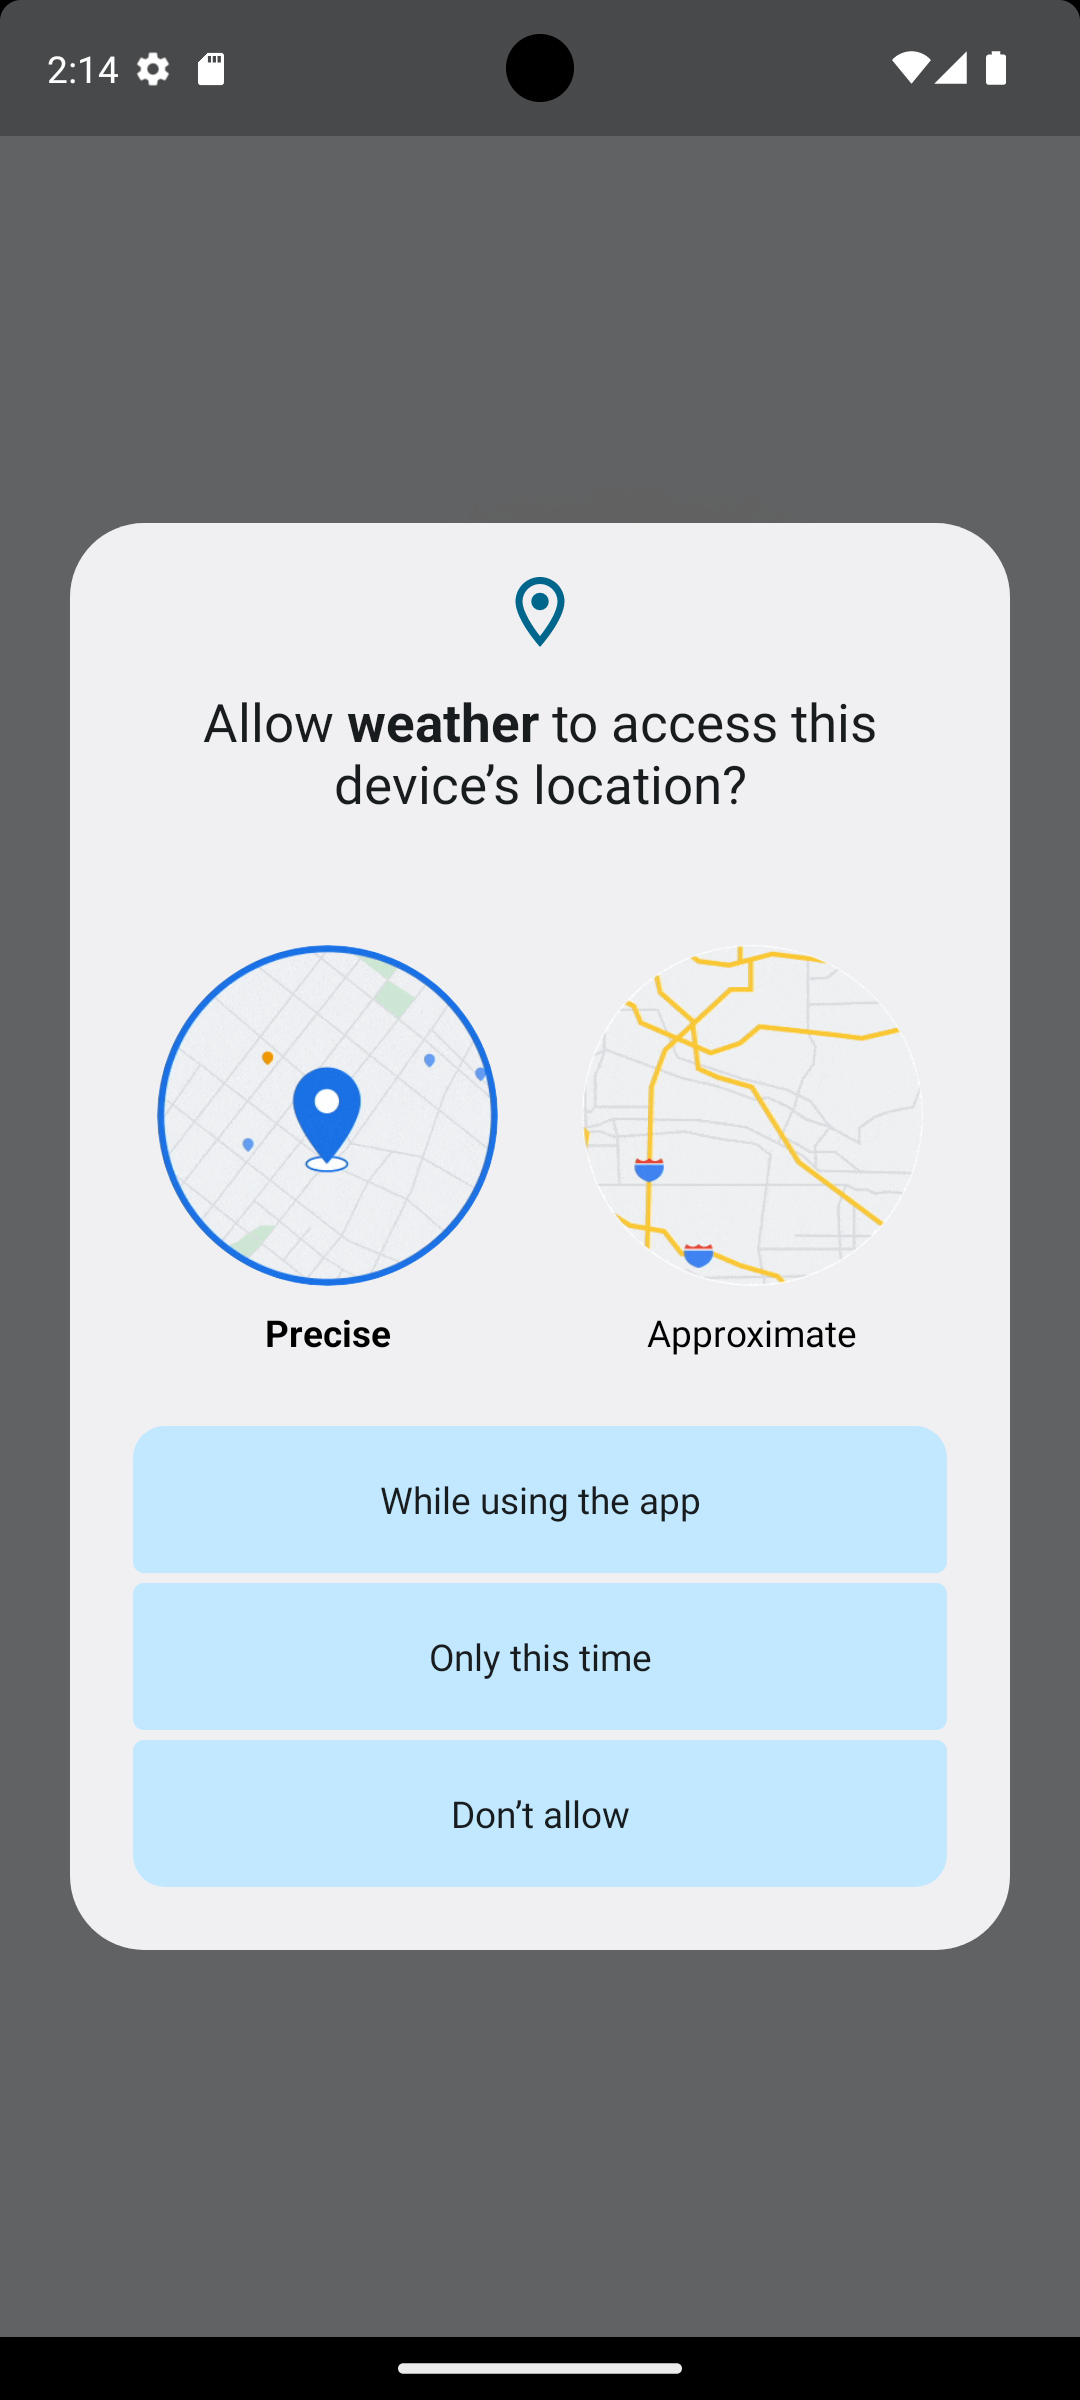 2:14
Allow weather to access this
device’s location?
Precise
Approximate
While using the app
Only this time
Don’t allow